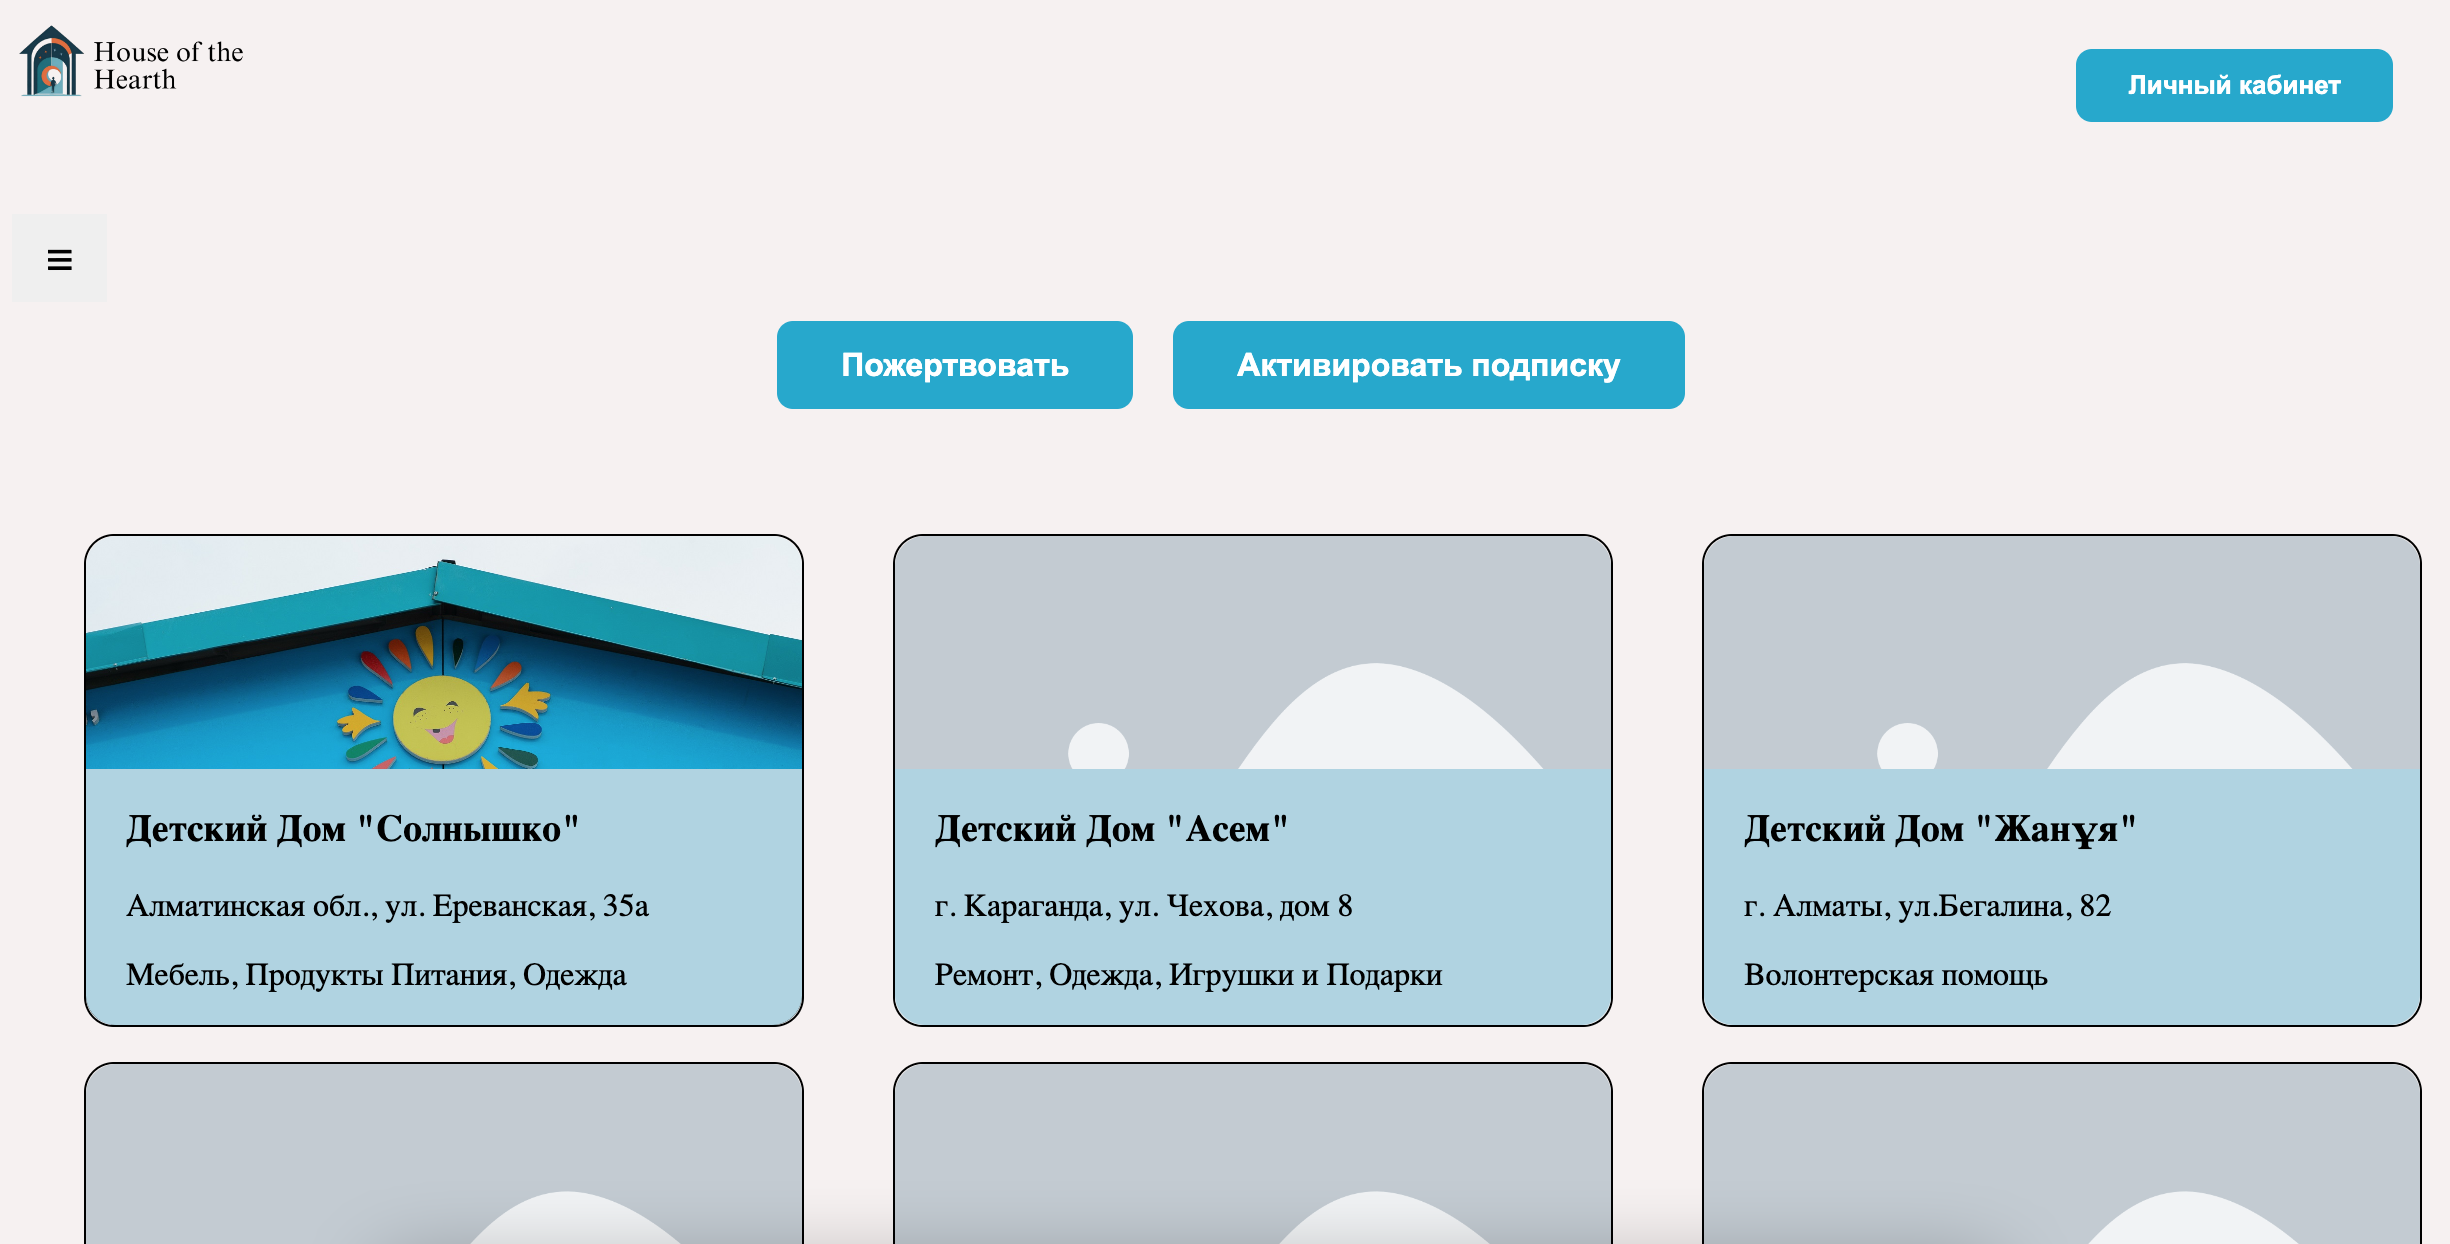 House of the
Hearth
Личный кабинет
Пожертвовать
Активировать подписку
Детский Дом "Солнышко"
Алматинская обл., ул. Ереванская, 35а
Мебель, Продукты Питания, Одежда
Детский Дом "Асем"
г. Караганда, ул. Чехова, дом 8
Ремонт, Одежда, Игрушки и Подарки
Детский Дом "Жанұя"
г. Алматы, ул.Бегалина, 82
Волонтерская помощь